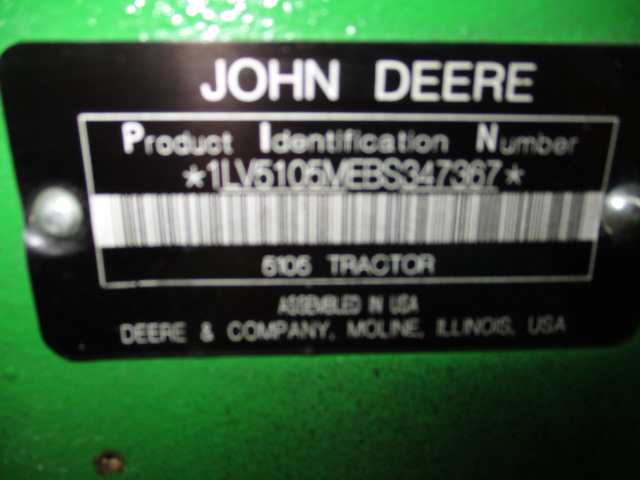 JOHN DEERE
Product Identification Number
*1LV5105MEBS347367*
5105 TRACTOR
ASSEMBLED IN USA
DEERE & COMPANY, MOLINE, ILLINOIS, USA